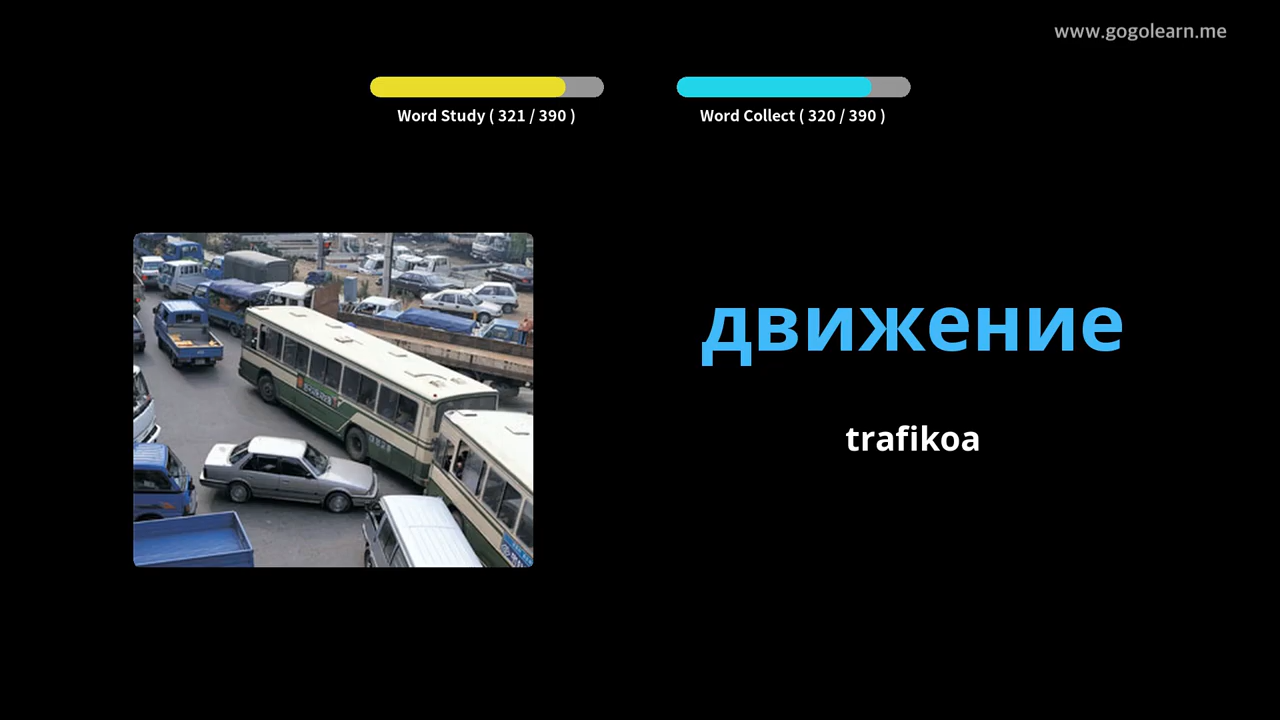 www.gogolearn.me
Word Study ( 321 / 390 )
Word Collect ( 320 / 390 )
движение
trafikoa